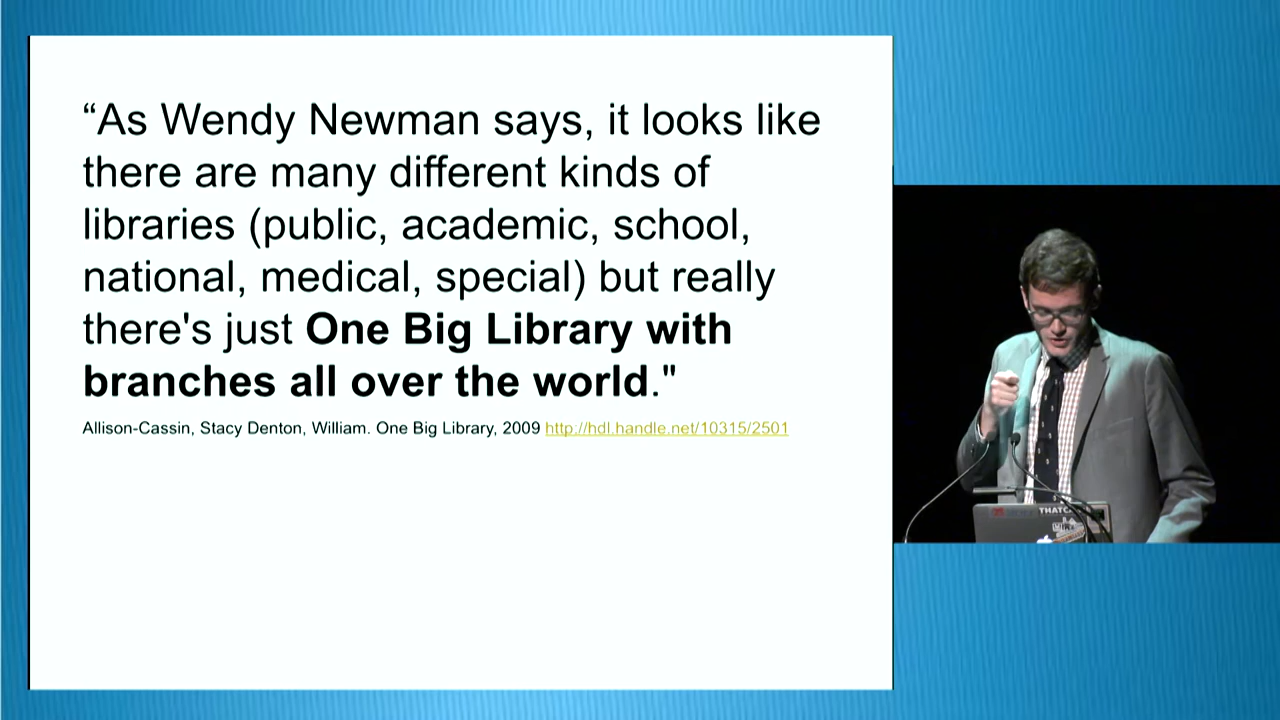 “As Wendy Newman says, it looks like
there are many different kinds of
libraries (public, academic, school,
national, medical, special) but really
there's just One Big Library with
branches all over the world."
Allison-Cassin, Stacy Denton, William. One Big Library, 2009 http://hdl.handle.net/10315/2501